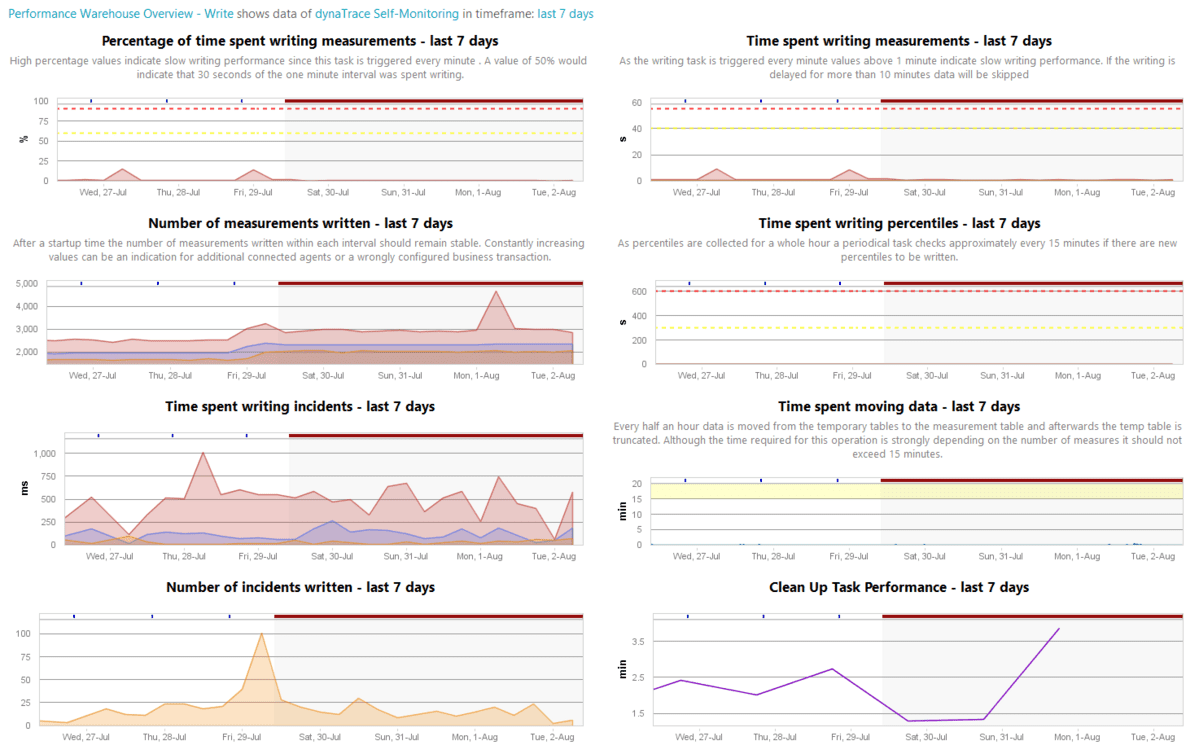 Performance Warehouse Overview - Write shows data of dynaTrace Self-Monitoring in timeframe: last 7 days
Percentage of time spent writing measurements - last 7 days
High percentage values indicate slow writing performance since this task is triggered every minute . A value of 50% would
indicate that 30 seconds of the one minute interval was spent writing.
100
75
50
25
0
%
Wed, 27-Jul
Thu, 28-Jul
Fri, 29-Jul
Sat, 30-Jul
Sun, 31-Jul
Mon, 1-Aug
Tue, 2-Aug
Time spent writing measurements - last 7 days
As the writing task is triggered every minute values above 1 minute indicate slow writing performance. If the writing is
delayed for more than 10 minutes data will be skipped
60
40
20
0
s
Wed, 27-Jul
Thu, 28-Jul
Fri, 29-Jul
Sat, 30-Jul
Sun, 31-Jul
Mon, 1-Aug
Tue, 2-Aug
Number of measurements written - last 7 days
After a startup time the number of measurements written within each interval should remain stable. Constantly increasing
values can be an indication for additional connected agents or a wrongly configured business transaction.
5,000
4,000
3,000
2,000
Wed, 27-Jul
Thu, 28-Jul
Fri, 29-Jul
Sat, 30-Jul
Sun, 31-Jul
Mon, 1-Aug
Tue, 2-Aug
Time spent writing percentiles - last 7 days
As percentiles are collected for a whole hour a periodical task checks approximately every 15 minutes if there are new
percentiles to be written.
600
400
200
0
s
Wed, 27-Jul
Thu, 28-Jul
Fri, 29-Jul
Sat, 30-Jul
Sun, 31-Jul
Mon, 1-Aug
Tue, 2-Aug
Time spent writing incidents - last 7 days
1,000
750
500
250
0
ms
Wed, 27-Jul
Thu, 28-Jul
Fri, 29-Jul
Sat, 30-Jul
Sun, 31-Jul
Mon, 1-Aug
Tue, 2-Aug
Time spent moving data - last 7 days
Every half an hour data is moved from the temporary tables to the measurement table and afterwards the temp table is
truncated. Although the time required for this operation is strongly depending on the number of measures it should not
exceed 15 minutes.
20
15
10
5
0
min
Wed, 27-Jul
Thu, 28-Jul
Fri, 29-Jul
Sat, 30-Jul
Sun, 31-Jul
Mon, 1-Aug
Tue, 2-Aug
Number of incidents written - last 7 days
100
75
50
25
0
Wed, 27-Jul
Thu, 28-Jul
Fri, 29-Jul
Sat, 30-Jul
Sun, 31-Jul
Mon, 1-Aug
Tue, 2-Aug
Clean Up Task Performance - last 7 days
3.5
2.5
1.5
min
Wed, 27-Jul
Thu, 28-Jul
Fri, 29-Jul
Sat, 30-Jul
Sun, 31-Jul
Mon, 1-Aug
Tue, 2-Aug